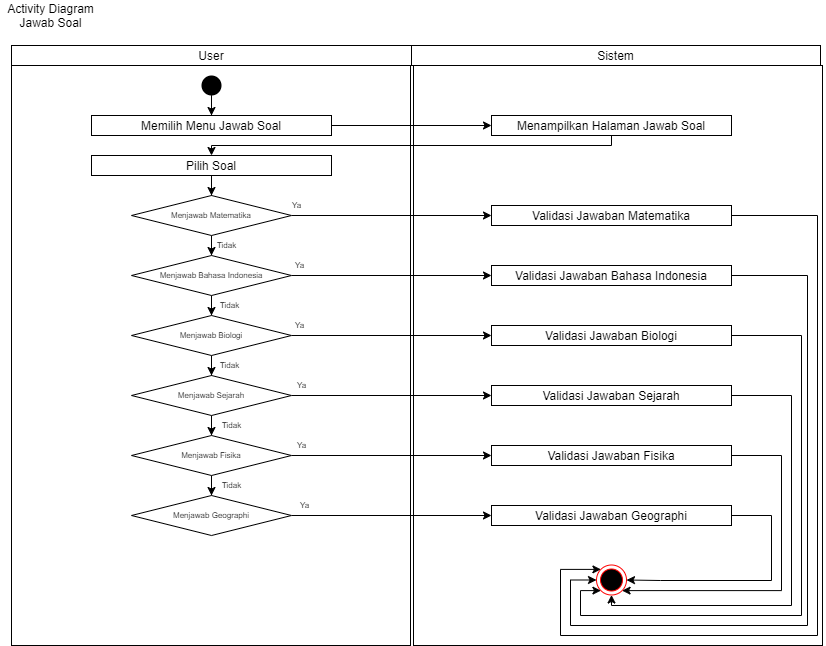 Activity Diagram
Jawab Soal
User
Sistem
Memilih Menu Jawab Soal
Menampilkan Halaman Jawab Soal
Pilih Soal
Menjawab Matematika
Ya
Validasi Jawaban Matematika
Tidak
Menjawab Bahasa Indonesia
Ya
Validasi Jawaban Bahasa Indonesia
Tidak
Menjawab Biologi
Ya
Validasi Jawaban Biologi
Tidak
Menjawab Sejarah
Ya
Validasi Jawaban Sejarah
Tidak
Menjawab Fisika
Ya
Validasi Jawaban Fisika
Tidak
Menjawab Geographi
Ya
Validasi Jawaban Geographi